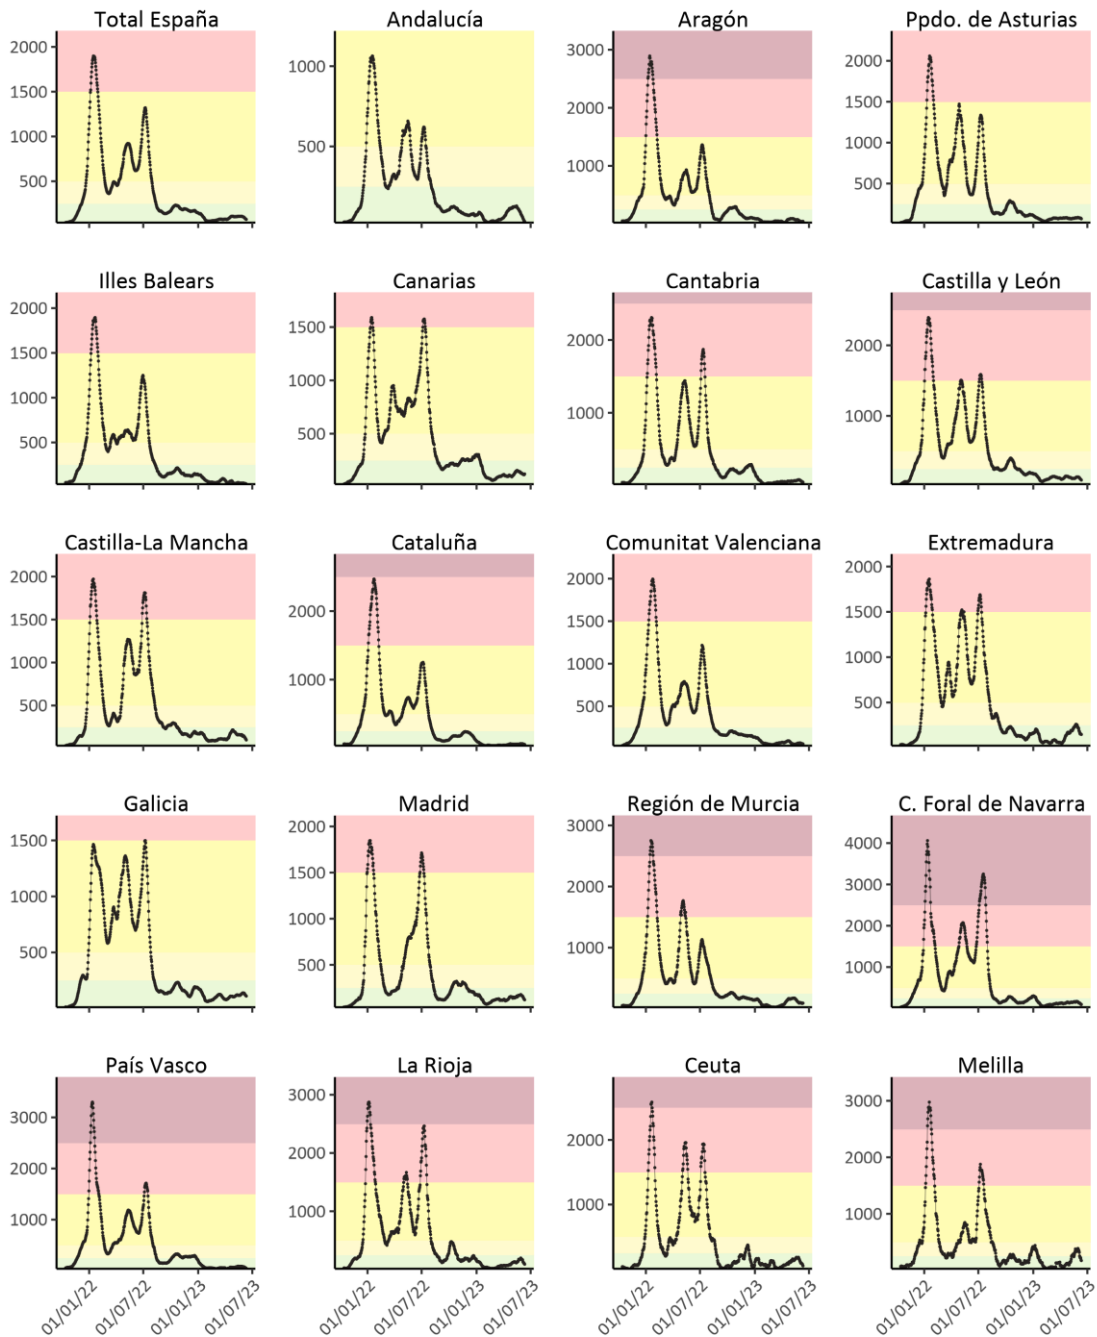 Total España Andalucía Aragón Ppdo. de Asturias
2000 1500 1000 500
1000 500
3000 2000 1000
2000 1500 1000 500
Illes Balears Canarias Cantabria Castilla y León
2000 1500 1000 500
1500 1000 500
2000 1000
2000 1000
Castilla-La Mancha Cataluña Comunitat Valenciana Extremadura
2000 1500 1000 500
2000 1000
2000 1500 1000 500
2000 1500 1000 500
Galicia Madrid Región de Murcia C. Foral de Navarra
1500 1000 500
2000 1500 1000 500
3000 2000 1000
4000 3000 2000 1000
País Vasco La Rioja Ceuta Melilla
3000 2000 1000
3000 2000 1000
2000 1000
3000 2000 1000
01/01/22 01/07/22 01/01/23 01/07/23
01/01/22 01/07/22 01/01/23 01/07/23
01/01/22 01/07/22 01/01/23 01/07/23
01/01/22 01/07/22 01/01/23 01/07/23